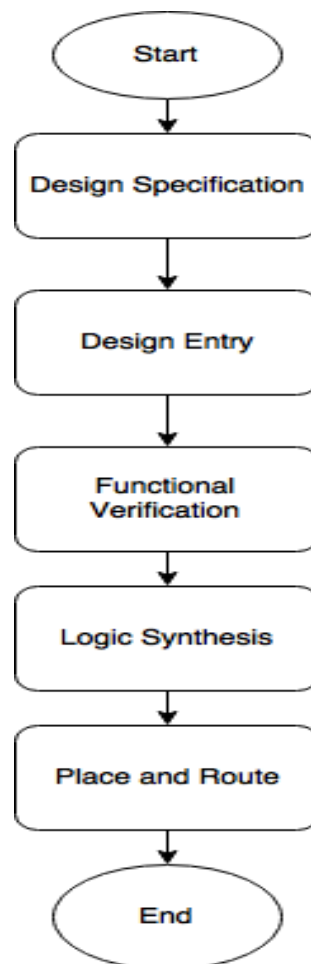 Start
Design Specification
Design Entry
Functional
Verification
Logic Synthesis
Place and Route
End